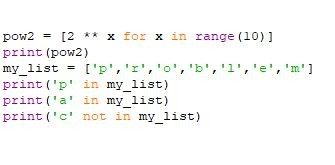 pow2 = [2 ** x for x in range(10)]
print(pow2)
my_list = ['p','r','o','b','l','e','m']
print('p' in my_list)
print('a' in my_list)
print('c' not in my_list)